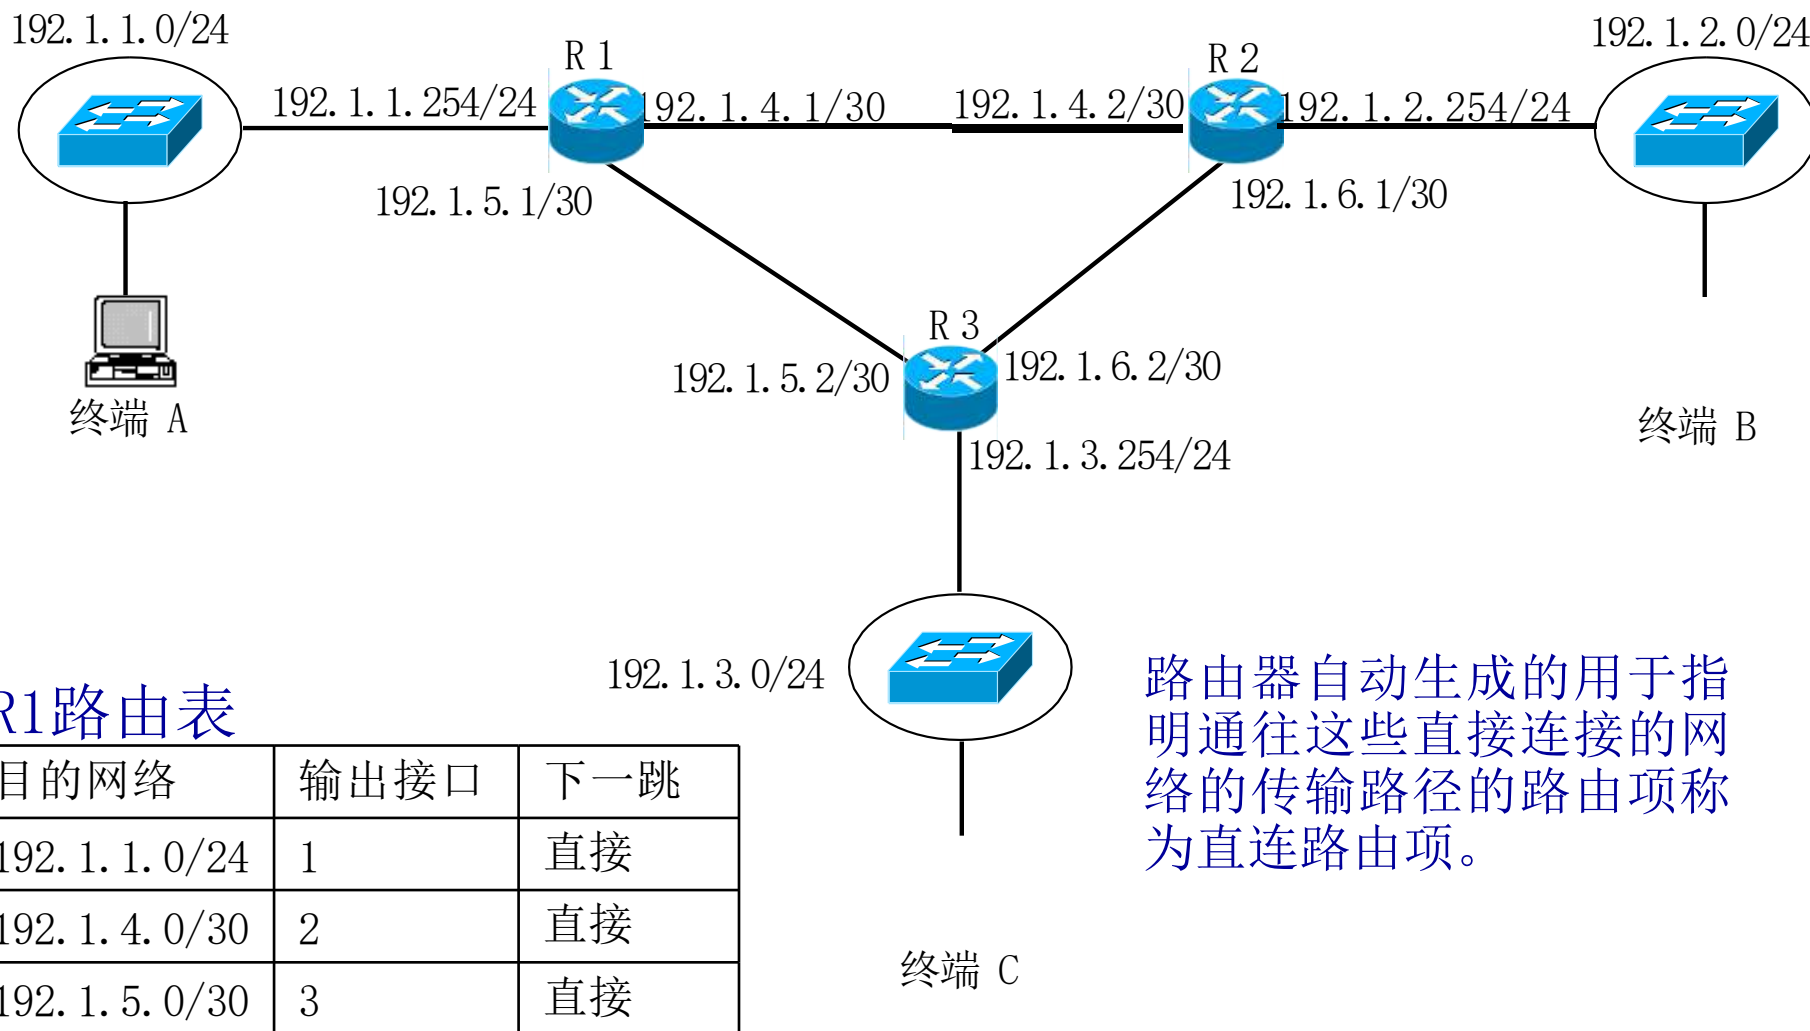 192.1.1.0/24
192.1.2.0/24
R 1
R 2
192.1.1.254/24
192.1.4.1/30
192.1.4.2/30
192.1.2.254/24
192.1.5.1/30
192.1.6.1/30
R 3
192.1.5.2/30
192.1.6.2/30
终端 A
终端 B
192.1.3.254/24
192.1.3.0/24
路由器自动生成的用于指
明通往这些直接连接的网
络的传输路径的路由项称
为直连路由项。
R1路由表
目的网络 输出接口 下一跳
192.1.1.0/24 1 直接
192.1.4.0/30 2 直接
192.1.5.0/30 3 直接
终端 C